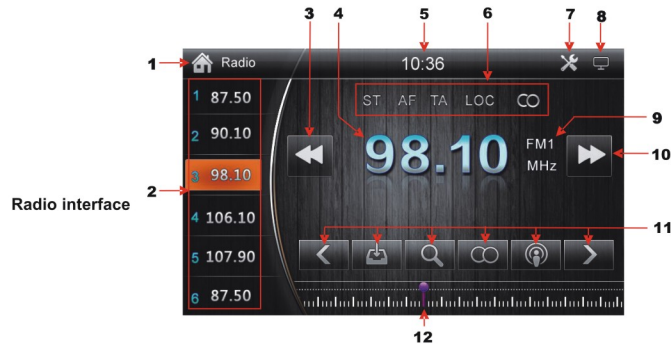 3 4 5 6 7 8
1 Radio 10:36
1 87.50
ST AF TA LOC
2 90.10
98.10
FM1
MHz
9
10
2
3 98.10
Radio interface
4 106.10
11
5 107.90
6 87.50
12